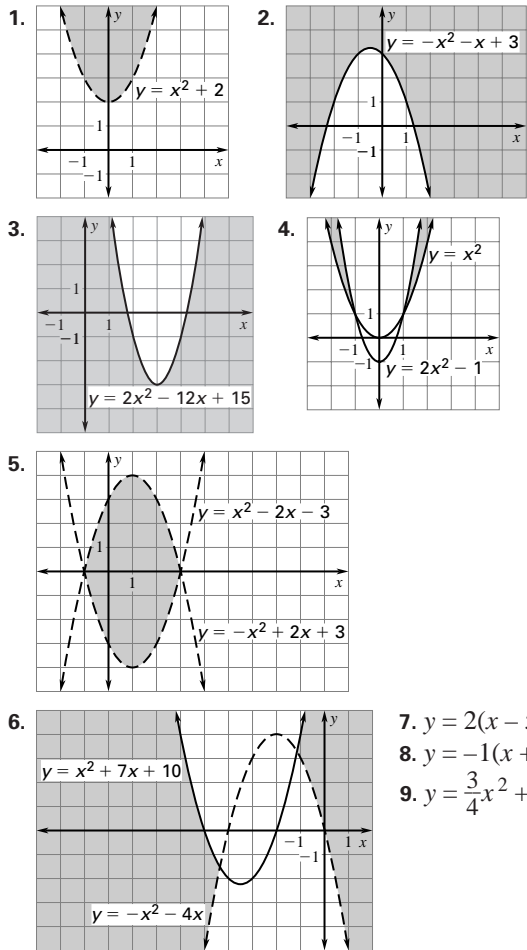 1.
y
y = x² + 2
1
−1 1 x
−1
2.
y
y = −x² − x + 3
1
−1 1 x
−1
3.
y
1
−1 1 x
−1
y = 2x² − 12x + 15
4.
y
y = x²
1
−1 1 x
−1
y = 2x² − 1
5.
y
y = x² − 2x − 3
1
1 x
y = −x² + 2x + 3
6.
y
y = x² + 7x + 10
−1 1 x
−1
y = −x² − 4x
7. y = 2(x −
8. y = −1(x +
9. y = 3/4 x² +